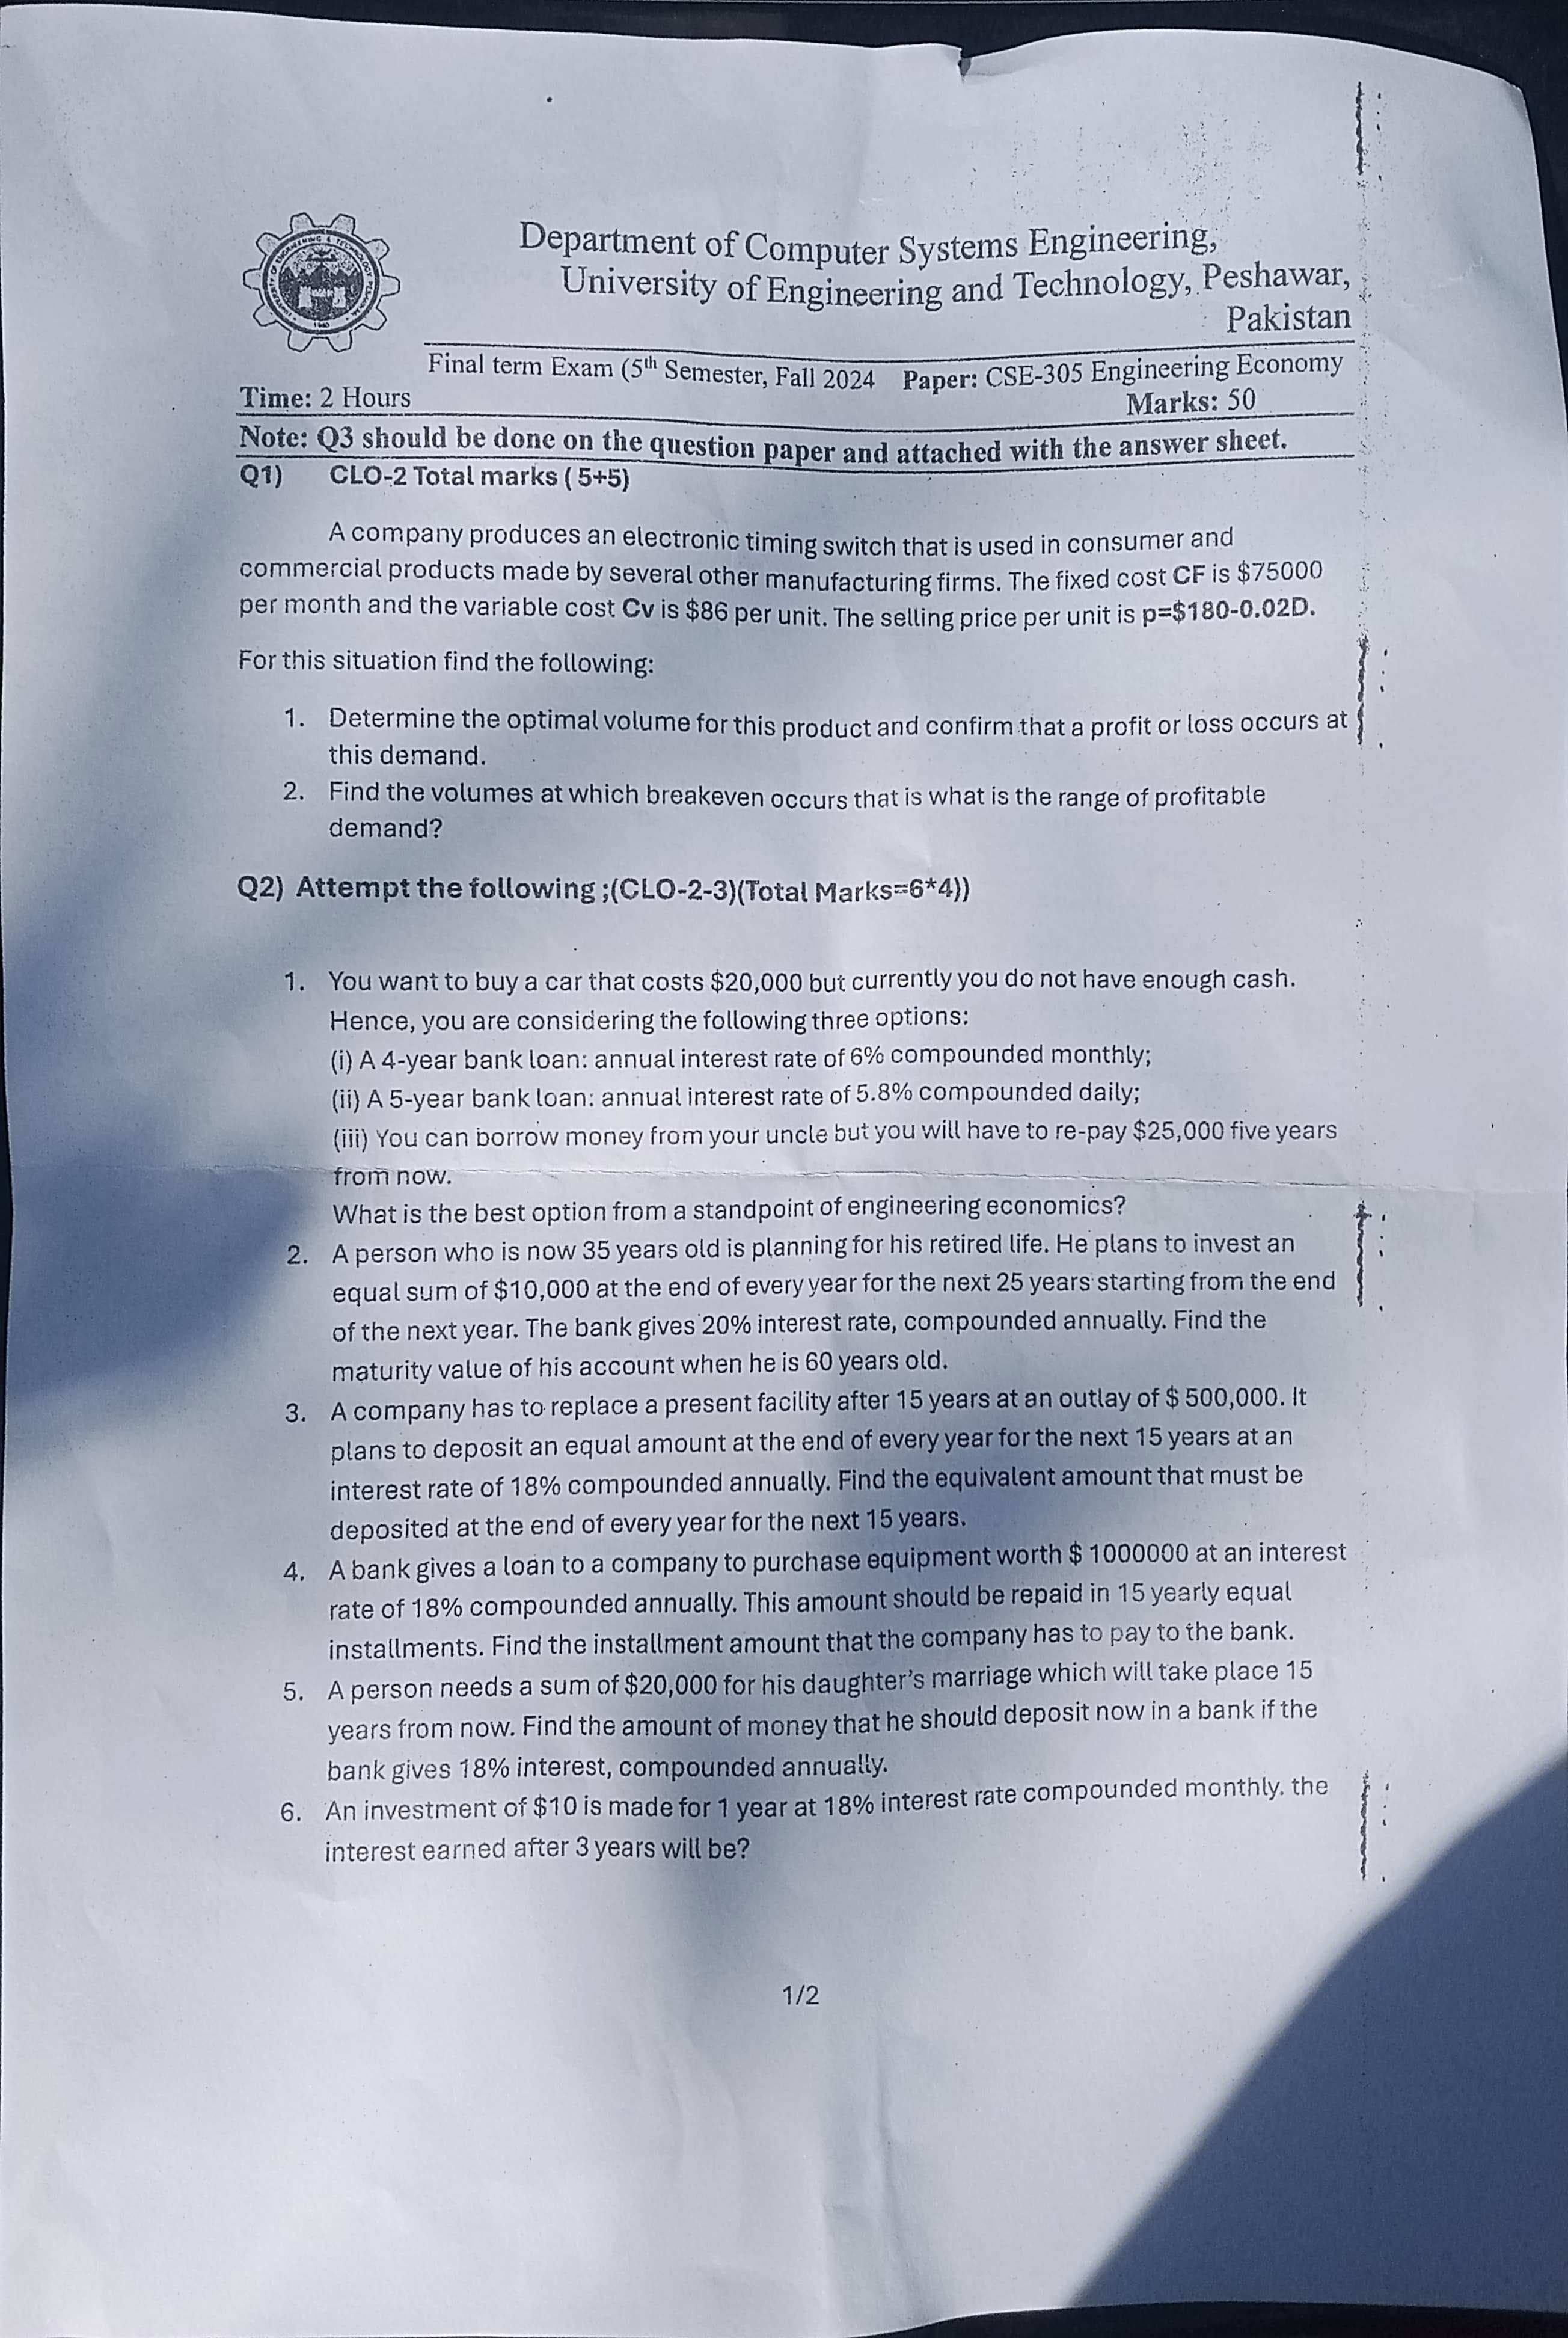 Department of Computer Systems Engineering,
University of Engineering and Technology, Peshawar,
Pakistan
Final term Exam (5th Semester, Fall 2024 Paper: CSE-305 Engineering Economy
Time: 2 Hours Marks: 50
Note: Q3 should be done on the question paper and attached with the answer sheet.
Q1) CLO-2 Total marks ( 5+5)
A company produces an electronic timing switch that is used in consumer and
commercial products made by several other manufacturing firms. The fixed cost CF is $75000
per month and the variable cost Cv is $86 per unit. The selling price per unit is p=$180-0.02D.
For this situation find the following:
1. Determine the optimal volume for this product and confirm that a profit or loss occurs at
this demand.
2. Find the volumes at which breakeven occurs that is what is the range of profitable
demand?
Q2) Attempt the following ;(CLO-2-3)(Total Marks=6*4))
1. You want to buy a car that costs $20,000 but currently you do not have enough cash.
Hence, you are considering the following three options:
(i) A 4-year bank loan: annual interest rate of 6% compounded monthly;
(ii) A 5-year bank loan: annual interest rate of 5.8% compounded daily;
(iii) You can borrow money from your uncle but you will have to re-pay $25,000 five years
from now.
What is the best option from a standpoint of engineering economics?
2. A person who is now 35 years old is planning for his retired life. He plans to invest an
equal sum of $10,000 at the end of every year for the next 25 years starting from the end
of the next year. The bank gives 20% interest rate, compounded annually. Find the
maturity value of his account when he is 60 years old.
3. A company has to replace a present facility after 15 years at an outlay of $ 500,000. It
plans to deposit an equal amount at the end of every year for the next 15 years at an
interest rate of 18% compounded annually. Find the equivalent amount that must be
deposited at the end of every year for the next 15 years.
4. A bank gives a loan to a company to purchase equipment worth $ 1000000 at an interest
rate of 18% compounded annually. This amount should be repaid in 15 yearly equal
installments. Find the installment amount that the company has to pay to the bank.
5. A person needs a sum of $20,000 for his daughter's marriage which will take place 15
years from now. Find the amount of money that he should deposit now in a bank if the
bank gives 18% interest, compounded annually.
6. An investment of $10 is made for 1 year at 18% interest rate compounded monthly. the
interest earned after 3 years will be?
1/2